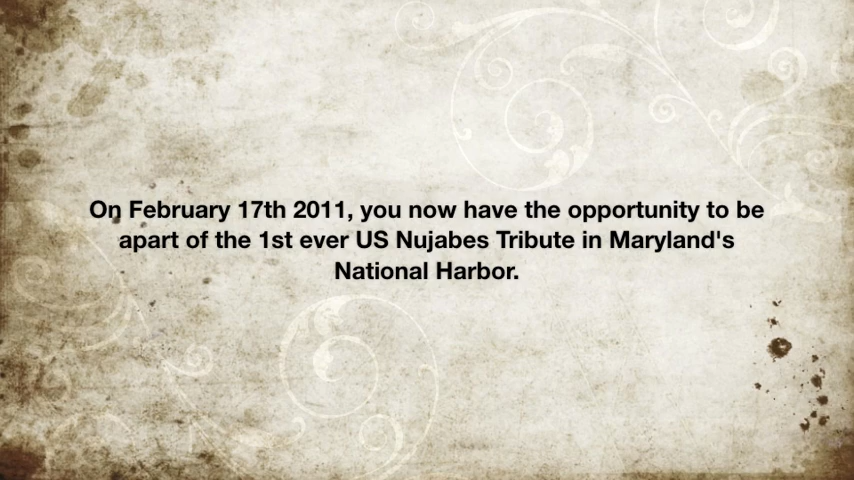 On February 17th 2011, you now have the opportunity to be
apart of the 1st ever US Nujabes Tribute in Maryland's
National Harbor.